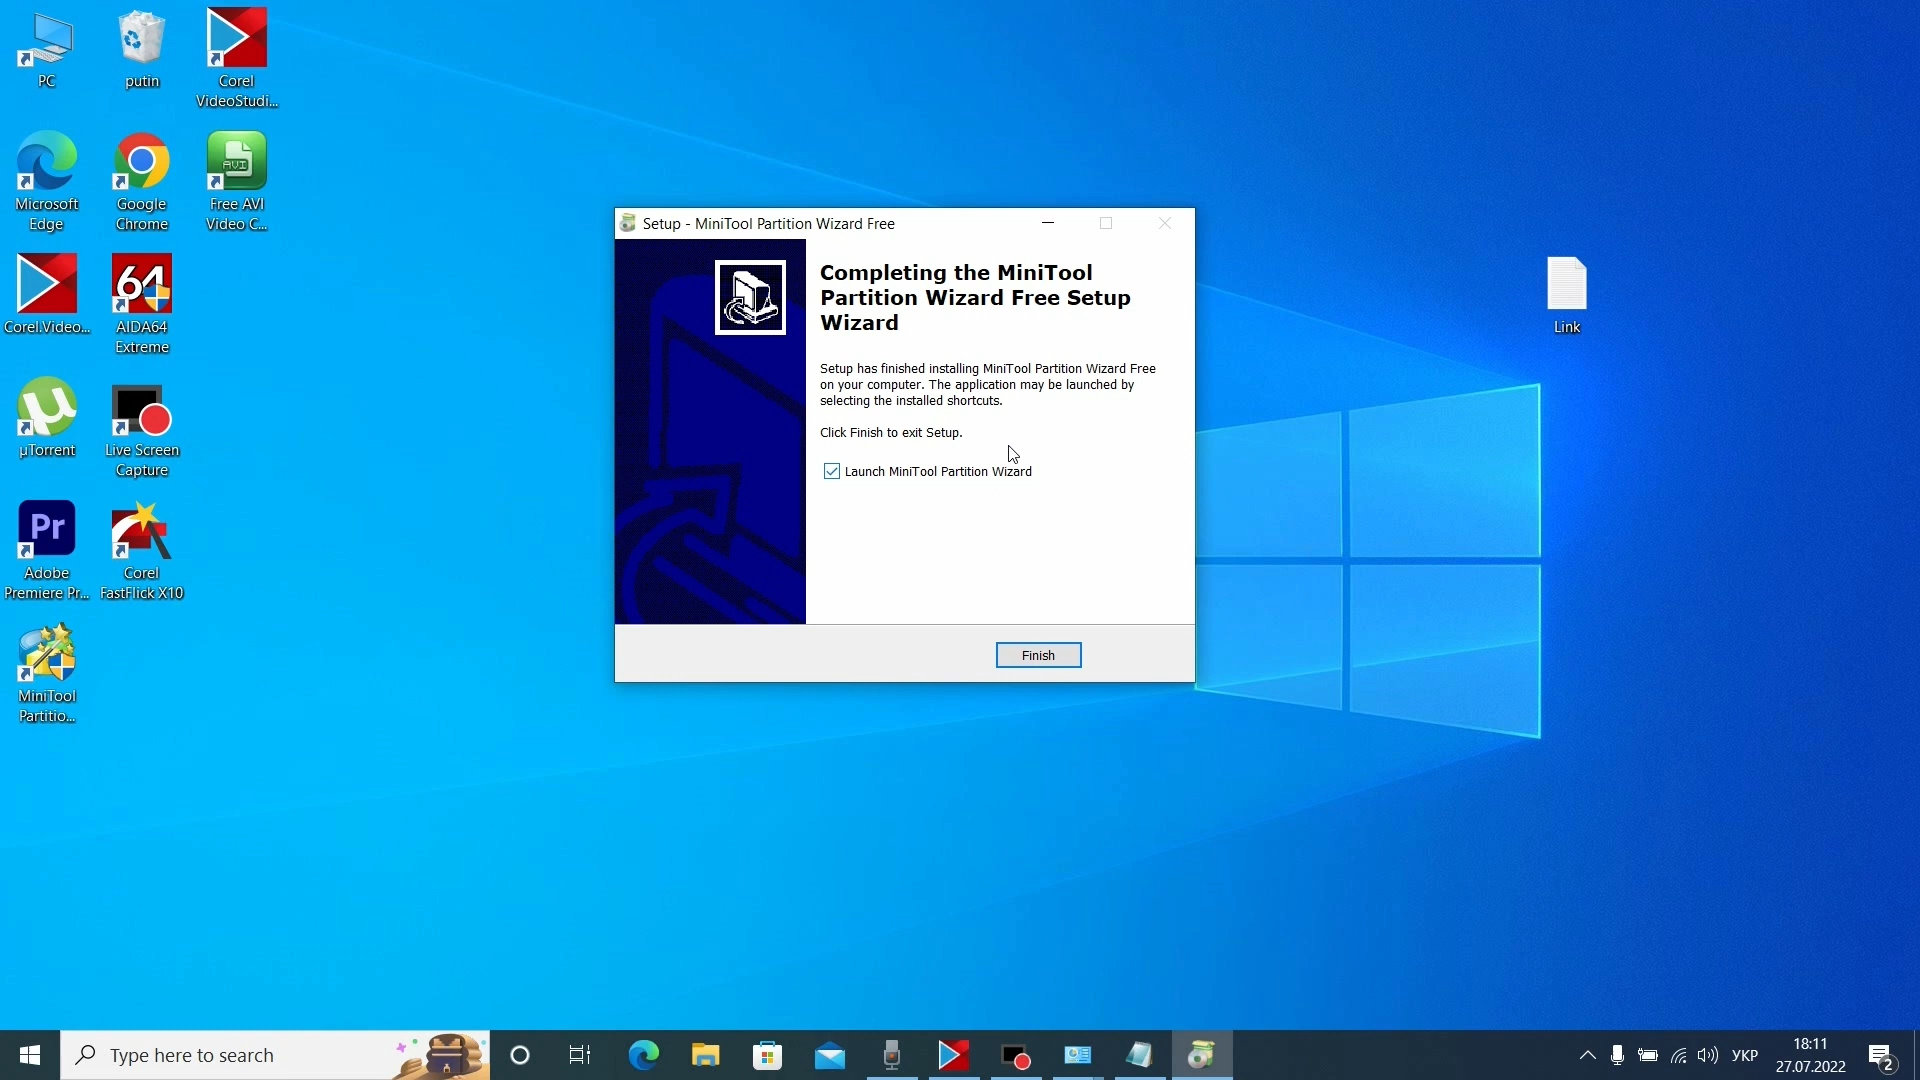 PC
putin
Corel
VideoStudi...
Microsoft
Edge
Google
Chrome
AVI
Free AVI
Video C...
Corel.Video...
64
AIDA64
Extreme
µTorrent
Live Screen
Capture
Pr
Adobe
Premiere Pr...
Corel
FastFlick X10
MiniTool
Partitio...
Setup - MiniTool Partition Wizard Free
Completing the MiniTool
Partition Wizard Free Setup
Wizard
Setup has finished installing MiniTool Partition Wizard Free
on your computer. The application may be launched by
selecting the installed shortcuts.
Click Finish to exit Setup.
Launch MiniTool Partition Wizard
Finish
Link
Type here to search
УКР
18:11
27.07.2022
2